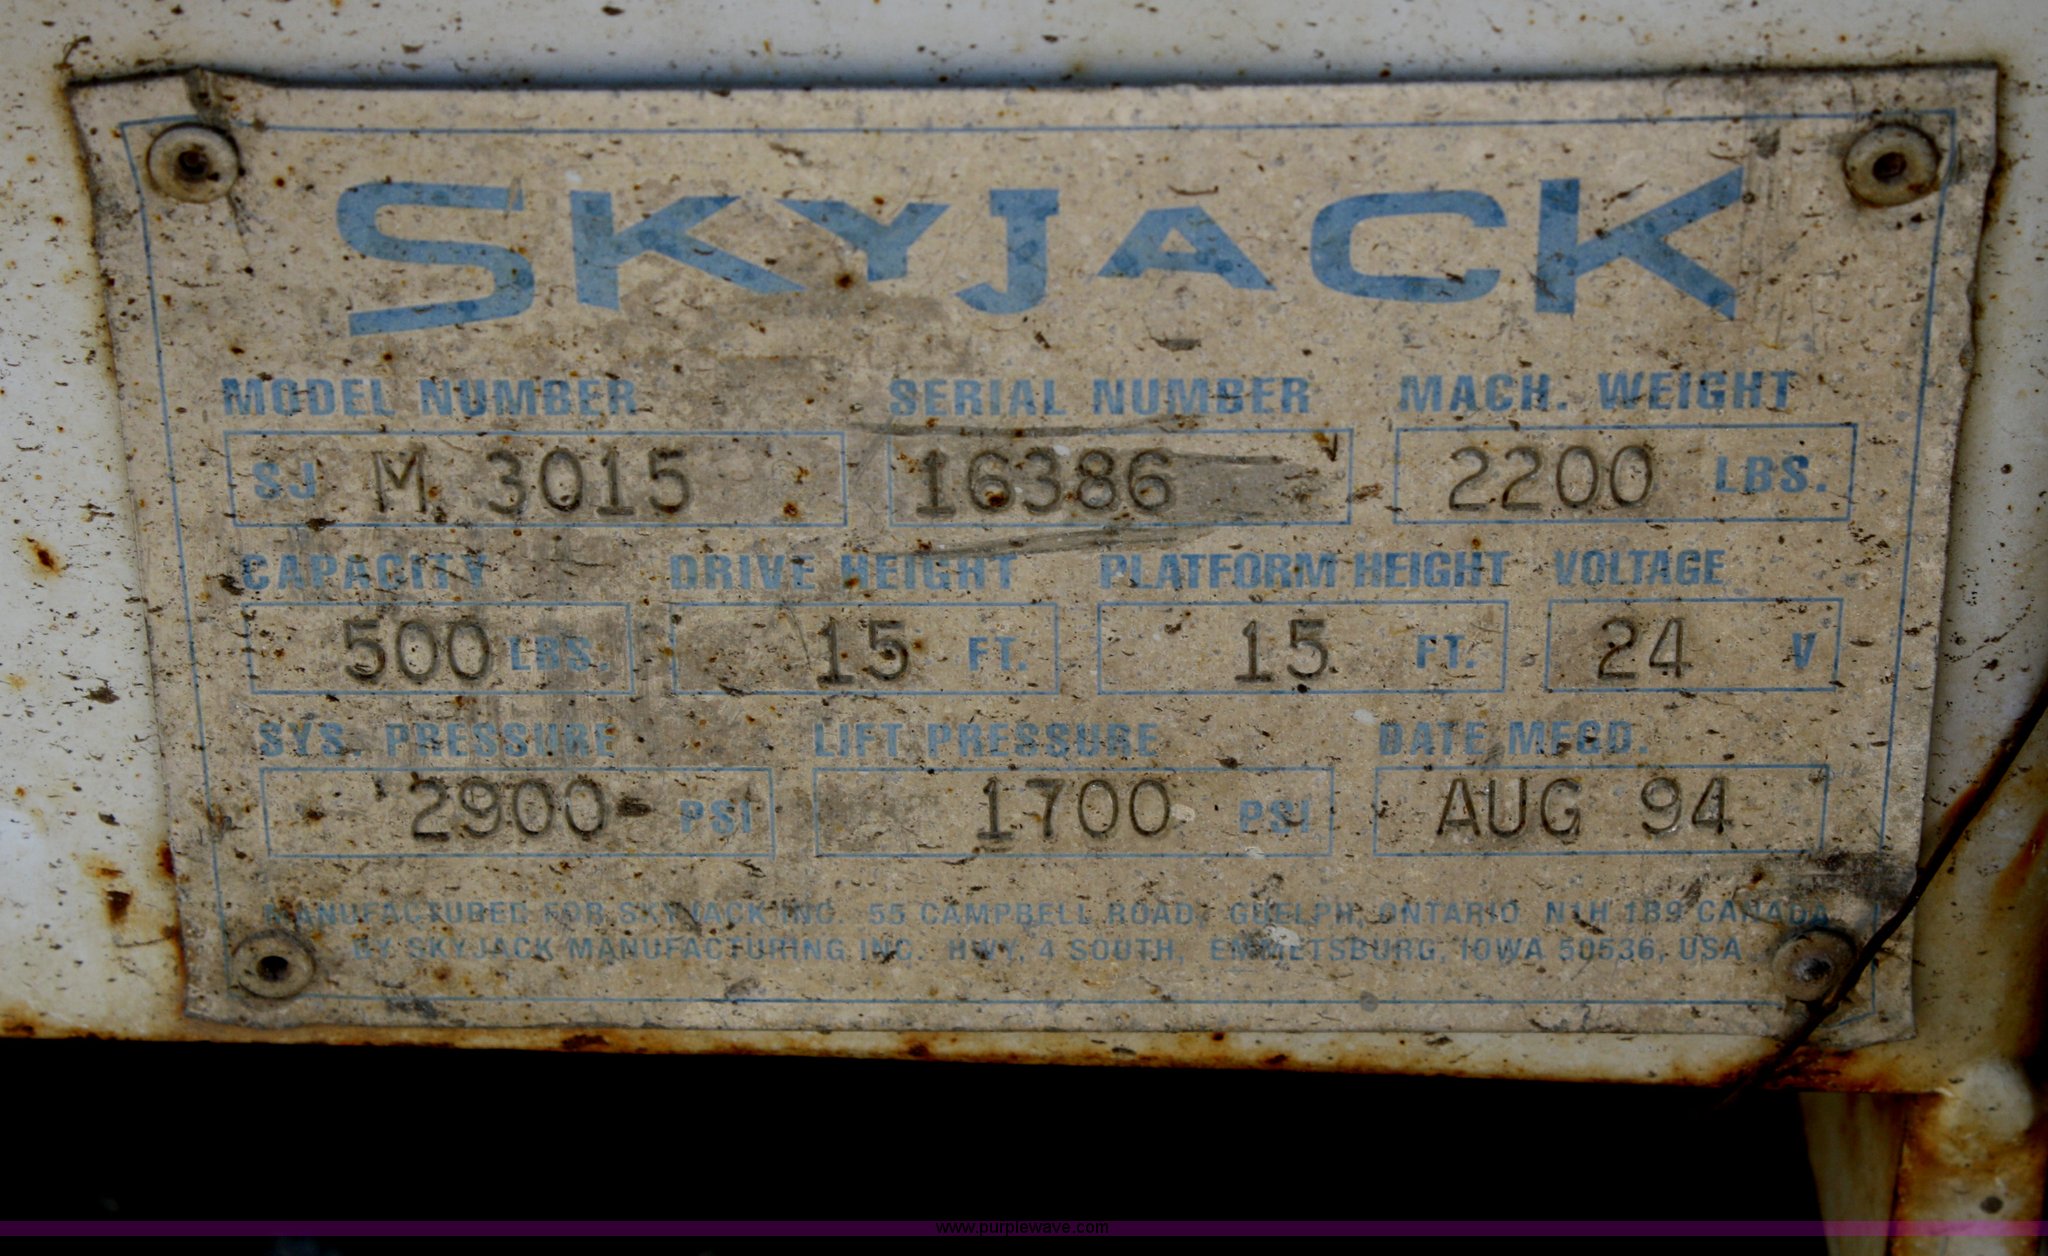 SKYJACK
MODEL NUMBER SERIAL NUMBER MACH. WEIGHT
SJ M 3015 16386 2200 LBS.
CAPACITY DRIVE HEIGHT PLATFORM HEIGHT VOLTAGE
500 LBS. 15 FT. 15 FT. 24 V
SYS. PRESSURE LIFT PRESSURE DATE MFGD.
2900 PSI 1700 PSI AUG 94
MANUFACTURED FOR SKYJACK INC. 55 CAMPBELL ROAD, GUELPH, ONTARIO N1H 1B9 CANADA
BY SKYJACK MANUFACTURING INC. HWY. 4 SOUTH, EMMETSBURG, IOWA 50536, USA
www.purplewave.com